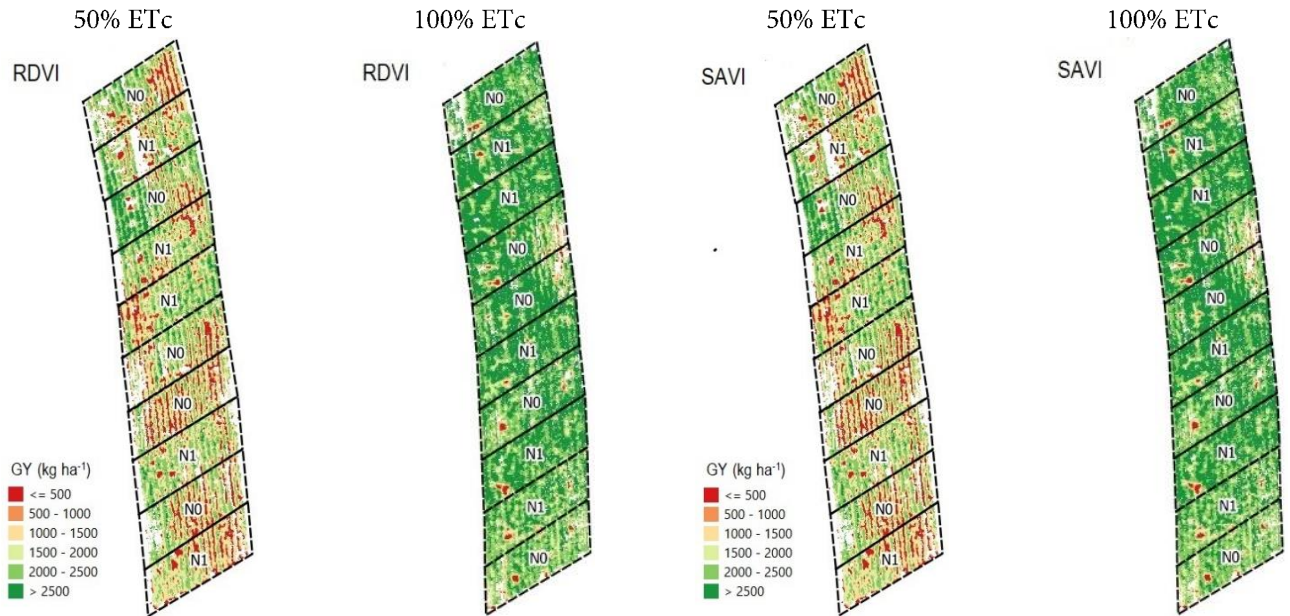 50% ETc
100% ETc
50% ETc
100% ETc
RDVI
RDVI
SAVI
SAVI
N0
N1
N0
N1
N1
N0
N0
N1
N0
N1
N0
N1
N1
N0
N0
N1
N0
N1
N1
N0
N0
N1
N0
N1
N1
N0
N0
N1
N0
N1
N0
N1
N1
N0
N0
N1
N0
N1
N1
N0
GY (kg ha⁻¹)
<= 500
500 - 1000
1000 - 1500
1500 - 2000
2000 - 2500
> 2500
GY (kg ha⁻¹)
<= 500
500 - 1000
1000 - 1500
1500 - 2000
2000 - 2500
> 2500